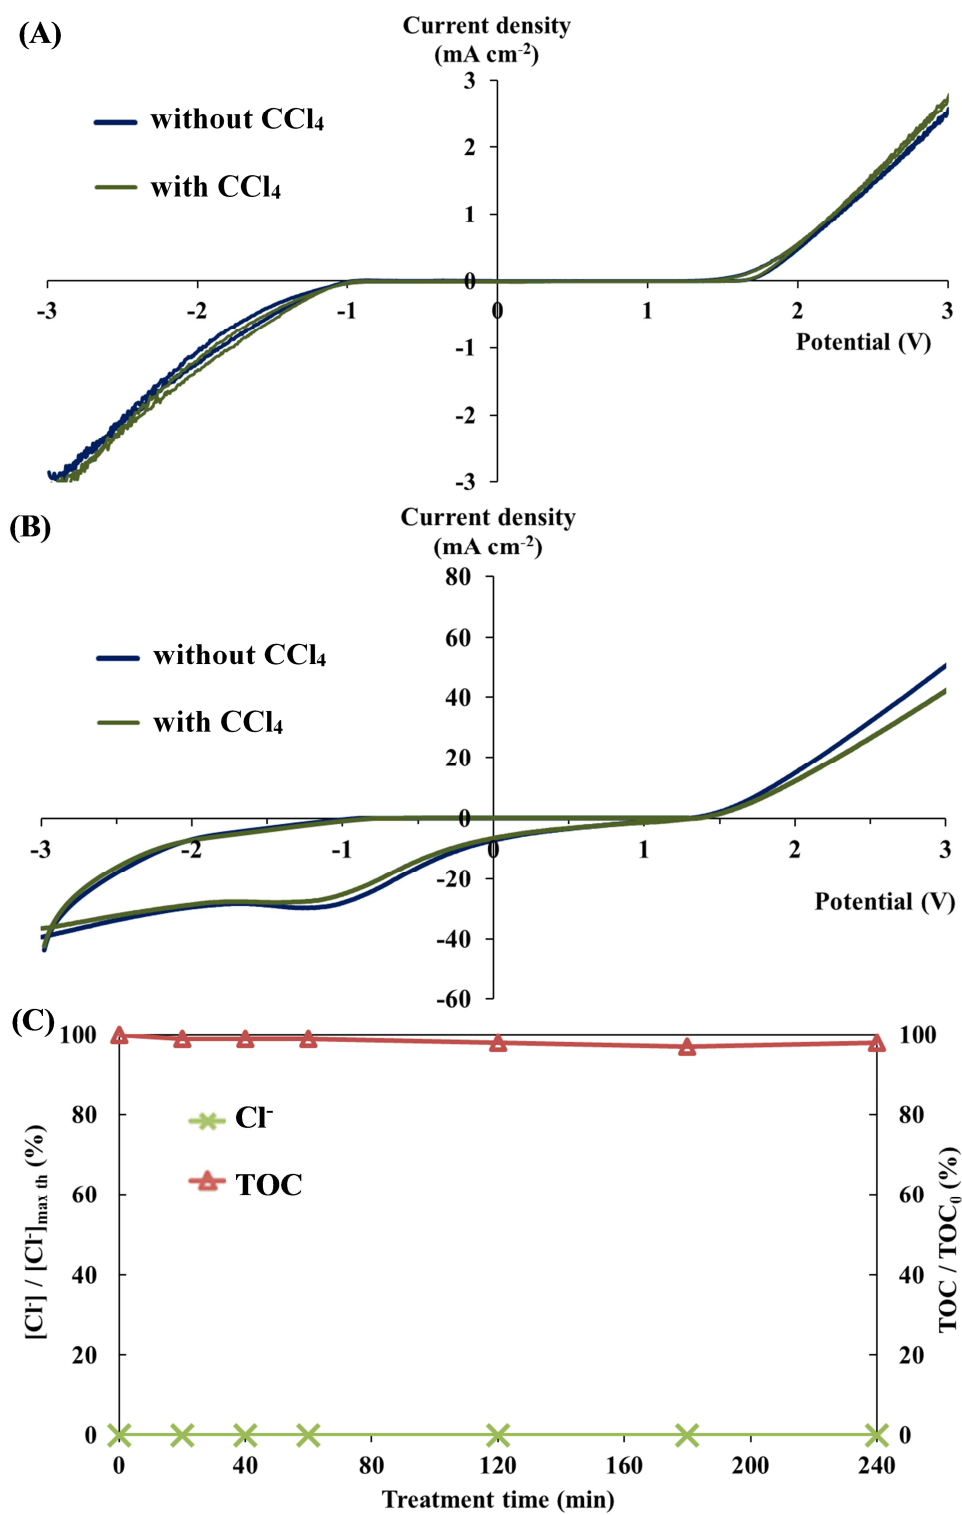 (A)
Current density
(mA cm-2)
without CCl4
with CCl4
3
2
1
0
-3 -2 -1 0 1 2 3
Potential (V)
-1
-2
-3
(B)
Current density
(mA cm-2)
80
60
without CCl4
with CCl4
40
20
0
-3 -2 -1 0 1 2 3
-20
Potential (V)
-40
-60
(C)
100 100
80 80
Cl-
TOC
60 60
40 40
20 20
0 0
[Cl-] / [Cl-]max th (%)
TOC / TOC0 (%)
0 40 80 120 160 200 240
Treatment time (min)